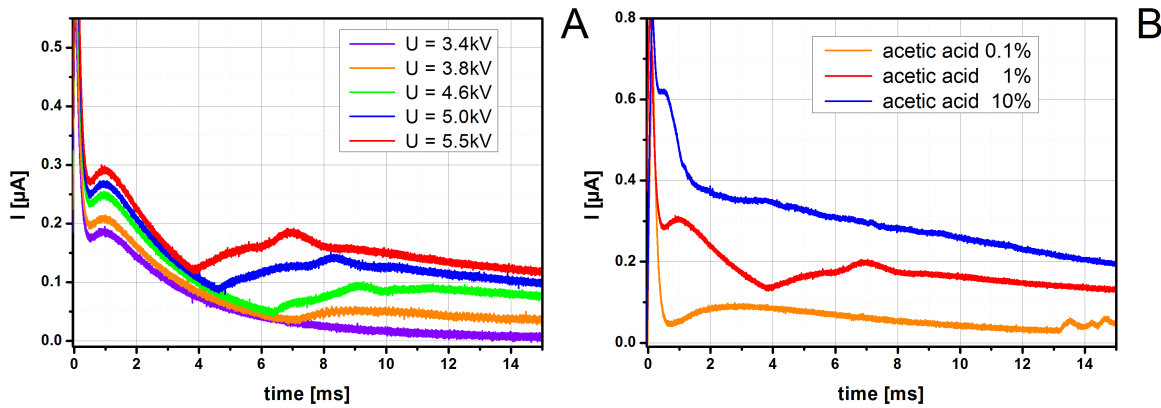 A
U = 3.4kV
U = 3.8kV
U = 4.6kV
U = 5.0kV
U = 5.5kV
I [µA]
0.5
0.4
0.3
0.2
0.1
0.0
0 2 4 6 8 10 12 14
time [ms]
B
acetic acid 0.1%
acetic acid 1%
acetic acid 10%
I [µA]
0.8
0.6
0.4
0.2
0.0
0 2 4 6 8 10 12 14
time [ms]